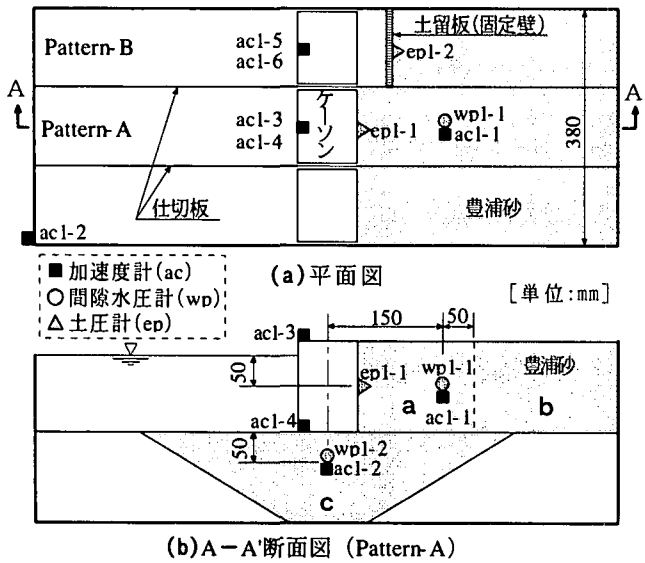 Pattern-B
ac1-5
ac1-6
土留板(固定壁)
ep1-2
A
A
Pattern-A
ac1-3
ac1-4
ケーソン
ep1-1
wp1-1
ac1-1
380
仕切板
豊浦砂
ac1-2
(a)平面図
■加速度計(ac)
○間隙水圧計(wp)
△土圧計(ep)
[単位:mm]
150
50
ac1-3
50
ep1-1
wp1-1
豊浦砂
a
b
ac1-1
ac1-4
50
wp1-2
ac1-2
c
(b)A-A'断面図 (Pattern-A)